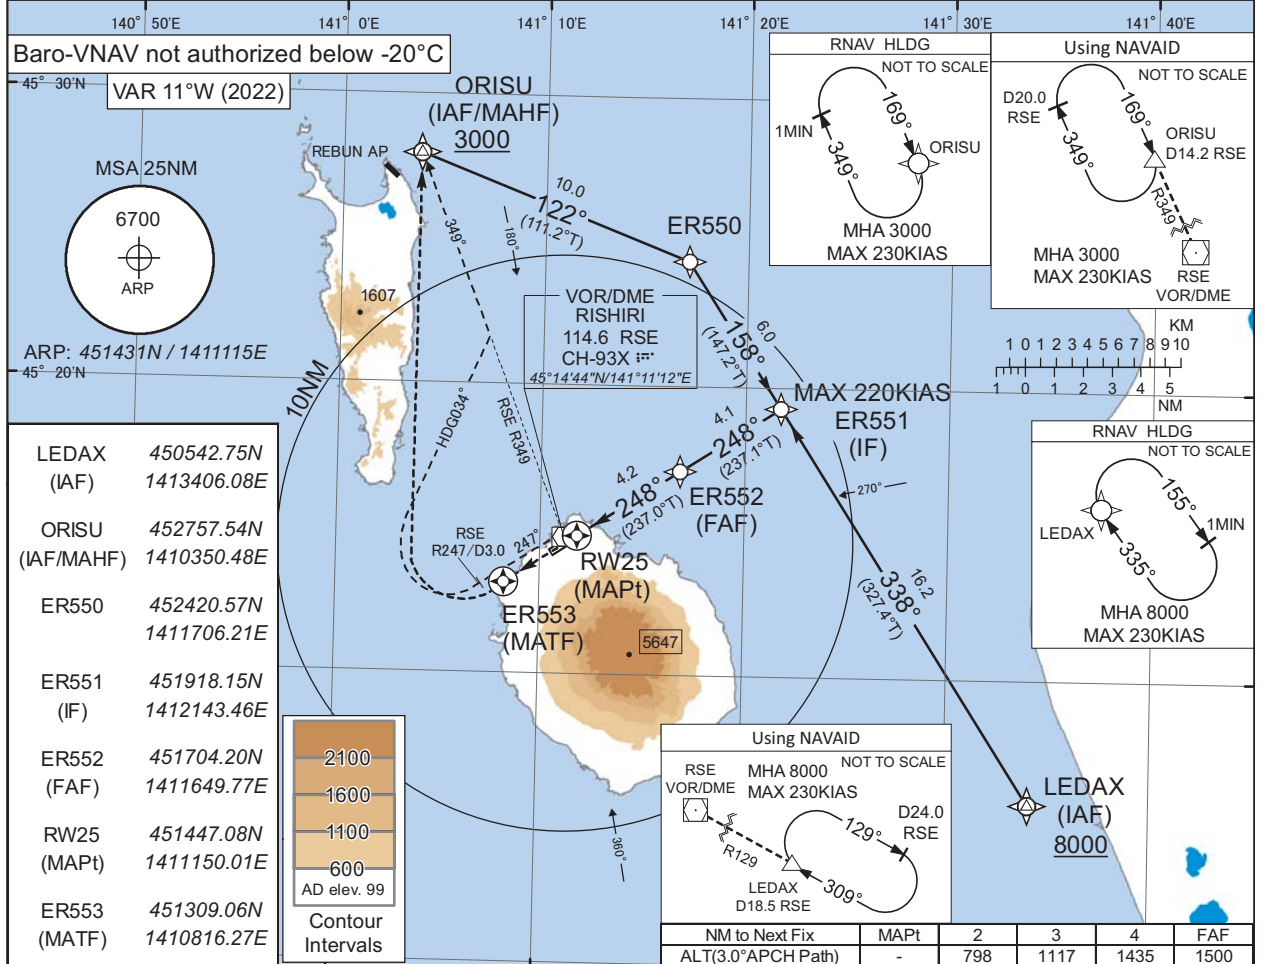 140° 50'E
141° 0'E
141° 10'E
141° 20'E
141° 30'E
141° 40'E
Baro-VNAV not authorized below -20°C
45° 30'N
VAR 11°W (2022)
MSA 25NM
6700
ARP
ARP: 451431N / 1411115E
45° 20'N
ORISU
(IAF/MAHF)
3000
REBUN AP
1607
10.0
122°
(111.2°T)
ER550
180°
349°
VOR/DME
RISHIRI
114.6 RSE
CH-93X
45°14'44"N/141°11'12"E
6.0
158°
(147.2°T)
10NM
HDG034°
RSE R349
MAX 220KIAS
ER551
(IF)
4.1
248°
(237.1°T)
ER552
(FAF)
4.2
248°
(237.0°T)
270°
RSE
R247/D3.0
247°
RW25
(MAPt)
ER553
(MATF)
5647
16.2
338°
(327.4°T)
LEDAX
(IAF)
8000
360°
RNAV HLDG
NOT TO SCALE
169°
1MIN
349°
ORISU
MHA 3000
MAX 230KIAS
Using NAVAID
NOT TO SCALE
D20.0
RSE
169°
349°
ORISU
D14.2 RSE
R349
MHA 3000
MAX 230KIAS
RSE
VOR/DME
KM
1 0 1 2 3 4 5 6 7 8 9 10
1 0 1 2 3 4 5
NM
RNAV HLDG
NOT TO SCALE
155°
1MIN
LEDAX
335°
MHA 8000
MAX 230KIAS
LEDAX 450542.75N
(IAF) 1413406.08E
ORISU 452757.54N
(IAF/MAHF) 1410350.48E
ER550 452420.57N
1411706.21E
ER551 451918.15N
(IF) 1412143.46E
ER552 451704.20N
(FAF) 1411649.77E
RW25 451447.08N
(MAPt) 1411150.01E
ER553 451309.06N
(MATF) 1410816.27E
2100
1600
1100
600
AD elev. 99
Contour
Intervals
Using NAVAID
NOT TO SCALE
RSE
VOR/DME
MHA 8000
MAX 230KIAS
D24.0
RSE
129°
R129
309°
LEDAX
D18.5 RSE
NM to Next Fix MAPt 2 3 4 FAF
ALT(3.0°APCH Path) - 798 1117 1435 1500